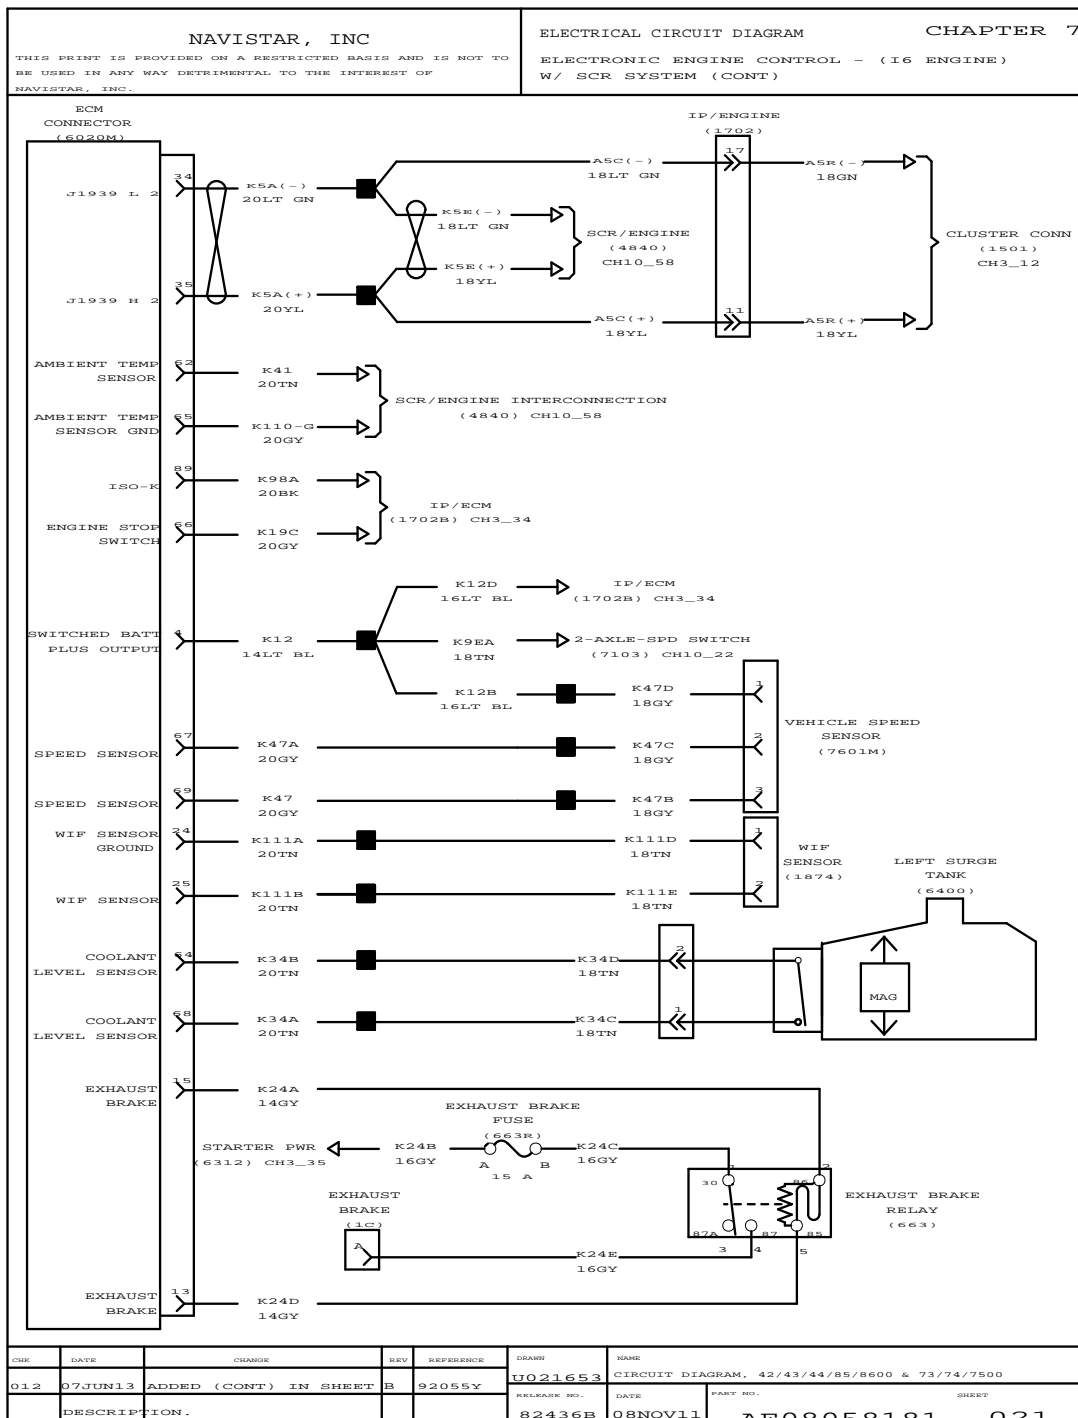 NAVISTAR, INC
THIS PRINT IS PROVIDED ON A RESTRICTED BASIS AND IS NOT TO
BE USED IN ANY WAY DETRIMENTAL TO THE INTEREST OF
NAVISTAR, INC.
ELECTRICAL CIRCUIT DIAGRAM
CHAPTER 7
ELECTRONIC ENGINE CONTROL - (I6 ENGINE)
W/ SCR SYSTEM (CONT)
ECM
CONNECTOR
(6020M)
IP/ENGINE
(1702)
J1939 L 2
34
K5A(-)
20LT GN
A5C(-)
18LT GN
17
A5R(-)
18GN
K5E(-)
18LT GN
SCR/ENGINE
(4840)
CH10_58
CLUSTER CONN
(1501)
CH3_12
K5E(+)
18YL
J1939 H 2
35
K5A(+)
20YL
A5C(+)
18YL
11
A5R(+)
18YL
AMBIENT TEMP
SENSOR
62
K41
20TN
SCR/ENGINE INTERCONNECTION
(4840) CH10_58
AMBIENT TEMP
SENSOR GND
65
K110-G
20GY
ISO-K
89
K98A
20BK
IP/ECM
(1702B) CH3_34
ENGINE STOP
SWITCH
66
K19C
20GY
K12D
16LT BL
IP/ECM
(1702B) CH3_34
SWITCHED BATT
PLUS OUTPUT
4
K12
14LT BL
K9EA
18TN
2-AXLE-SPD SWITCH
(7103) CH10_22
K12B
16LT BL
K47D
18GY
1
VEHICLE SPEED
SENSOR
(7601M)
SPEED SENSOR
67
K47A
20GY
K47C
18GY
2
SPEED SENSOR
69
K47
20GY
K47B
18GY
3
WIF SENSOR
GROUND
24
K111A
20TN
K111D
18TN
1
WIF
SENSOR
(1874)
WIF SENSOR
25
K111B
20TN
K111E
18TN
2
LEFT SURGE
TANK
(6400)
COOLANT
LEVEL SENSOR
64
K34B
20TN
K34D
18TN
2
MAG
COOLANT
LEVEL SENSOR
68
K34A
20TN
K34C
18TN
1
EXHAUST
BRAKE
15
K24A
14GY
EXHAUST BRAKE
FUSE
(663R)
STARTER PWR
(6312) CH3_35
K24B
16GY
A
B
15 A
K24C
16GY
1
2
30
86
87A
87
85
3
4
5
EXHAUST BRAKE
RELAY
(663)
EXHAUST
BRAKE
(1C)
A
K24E
16GY
EXHAUST
BRAKE
13
K24D
14GY
CHK
DATE
CHANGE
REV
REFERENCE
DRAWN
NAME
012
07JUN13
ADDED (CONT) IN SHEET
B
92055Y
U021653
CIRCUIT DIAGRAM, 42/43/44/85/8600 & 73/74/7500
DESCRIPTION.
RELEASE NO.
DATE
PART NO.
SHEET
82436B
08NOV11
AE08058181
021